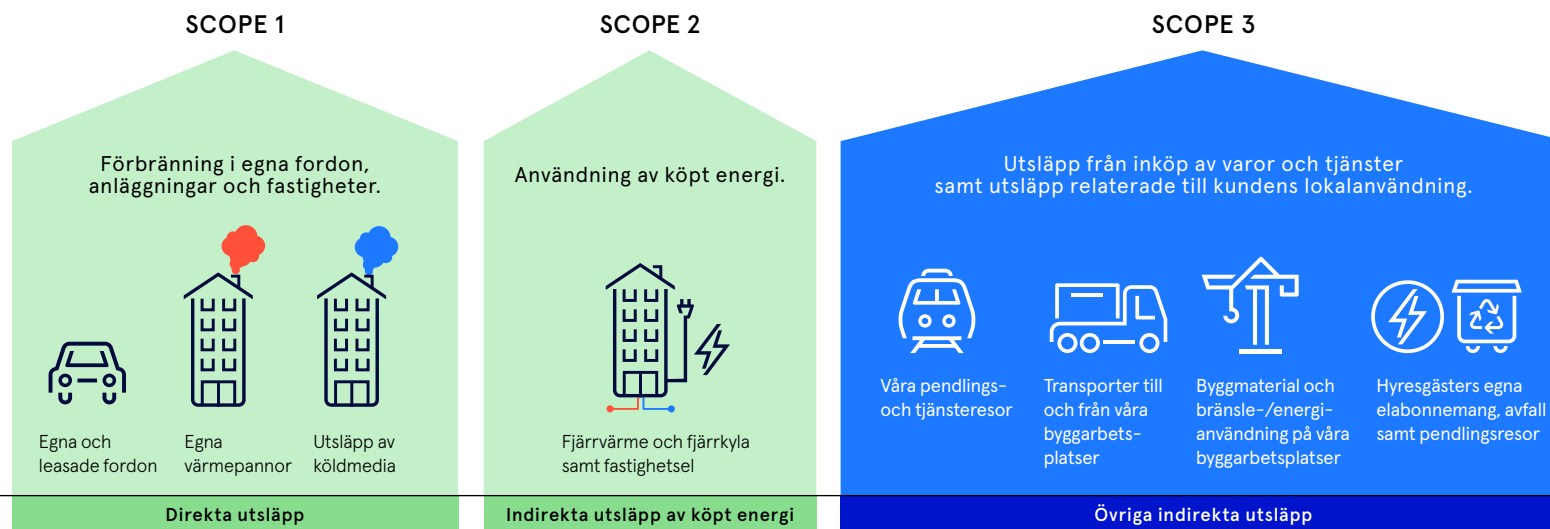 SCOPE 1
Förbränning i egna fordon,
anläggningar och fastigheter.
Egna och
leasade fordon
Egna
värmepannor
Utsläpp av
köldmedia
Direkta utsläpp
SCOPE 2
Användning av köpt energi.
Fjärrvärme och fjärrkyla
samt fastighetsel
Indirekta utsläpp av köpt energi
SCOPE 3
Utsläpp från inköp av varor och tjänster
samt utsläpp relaterade till kundens lokalanvändning.
Våra pendlings-
och tjänsteresor
Transporter till
och från våra
byggarbets-
platser
Byggmaterial och
bränsle-/energi-
användning på våra
byggarbetsplatser
Hyresgästers egna
elabonnemang, avfall
samt pendlingsresor
Övriga indirekta utsläpp